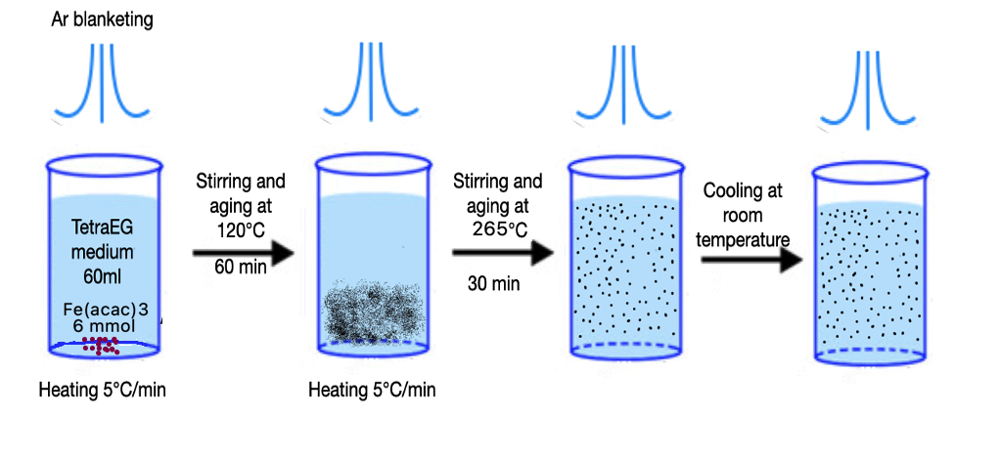 Ar blanketing
TetraEG
medium
60ml
Fe(acac)3
6 mmol
Heating 5°C/min
Stirring and
aging at
120°C
60 min
Heating 5°C/min
Stirring and
aging at
265°C
30 min
Cooling at
room
temperature